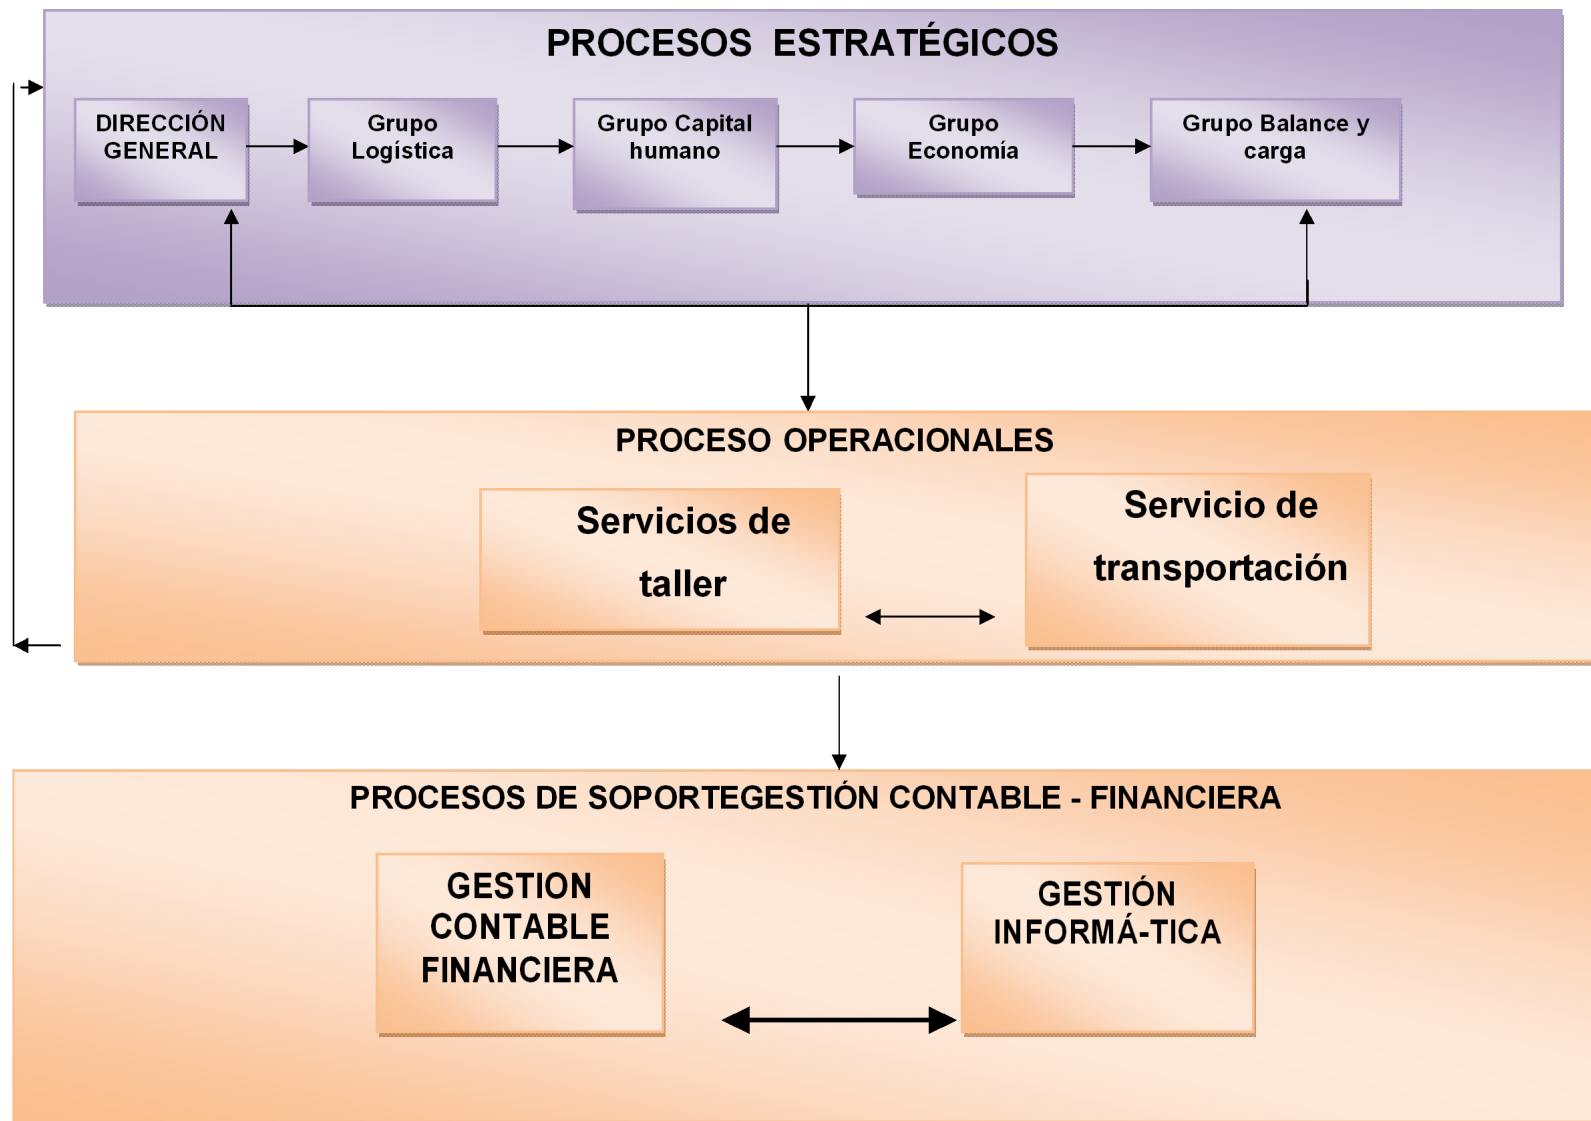 PROCESOS ESTRATÉGICOS
DIRECCIÓN
GENERAL
Grupo
Logística
Grupo Capital
humano
Grupo
Economía
Grupo Balance y
carga
PROCESO OPERACIONALES
Servicios de
taller
Servicio de
transportación
PROCESOS DE SOPORTEGESTIÓN CONTABLE - FINANCIERA
GESTION
CONTABLE
FINANCIERA
GESTIÓN
INFORMÁ-TICA